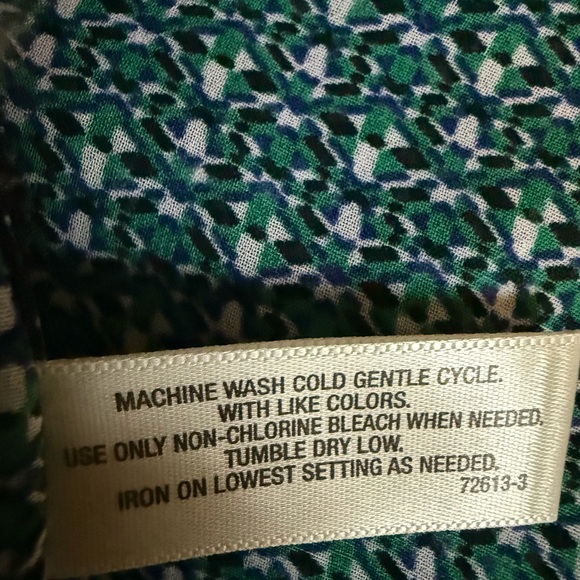 MACHINE WASH COLD GENTLE CYCLE.
WITH LIKE COLORS.
USE ONLY NON-CHLORINE BLEACH WHEN NEEDED.
TUMBLE DRY LOW.
IRON ON LOWEST SETTING AS NEEDED.
72613-3